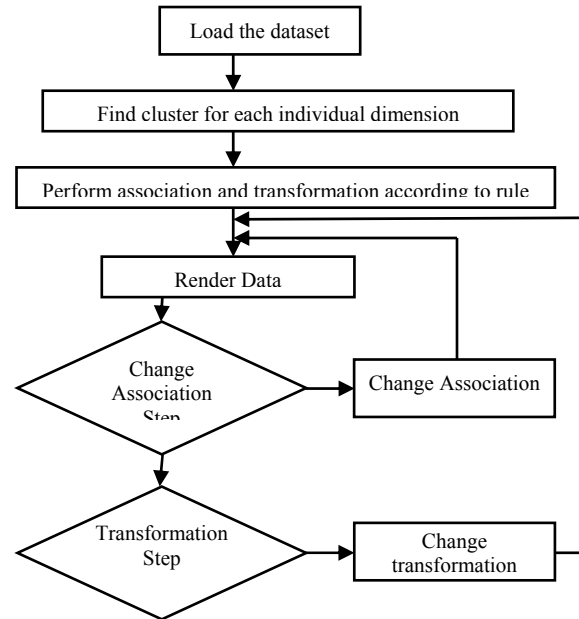 Load the dataset
Find cluster for each individual dimension
Perform association and transformation according to rule
Render Data
Change
Association
Step
Change Association
Transformation
Step
Change
transformation